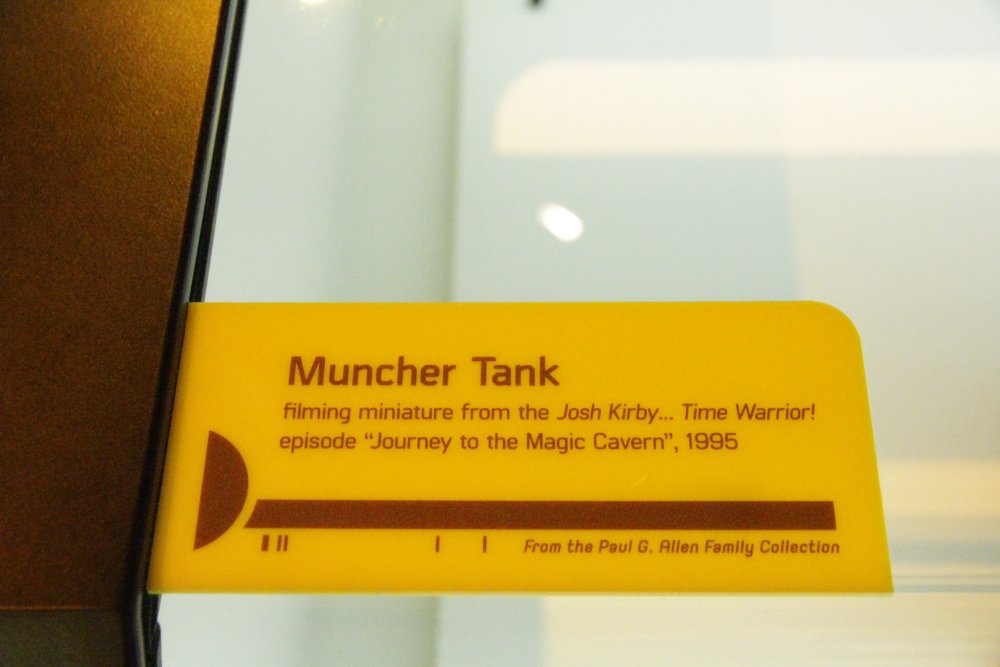 Muncher Tank
filming miniature from the Josh Kirby... Time Warrior!
episode “Journey to the Magic Cavern”, 1995
From the Paul G. Allen Family Collection